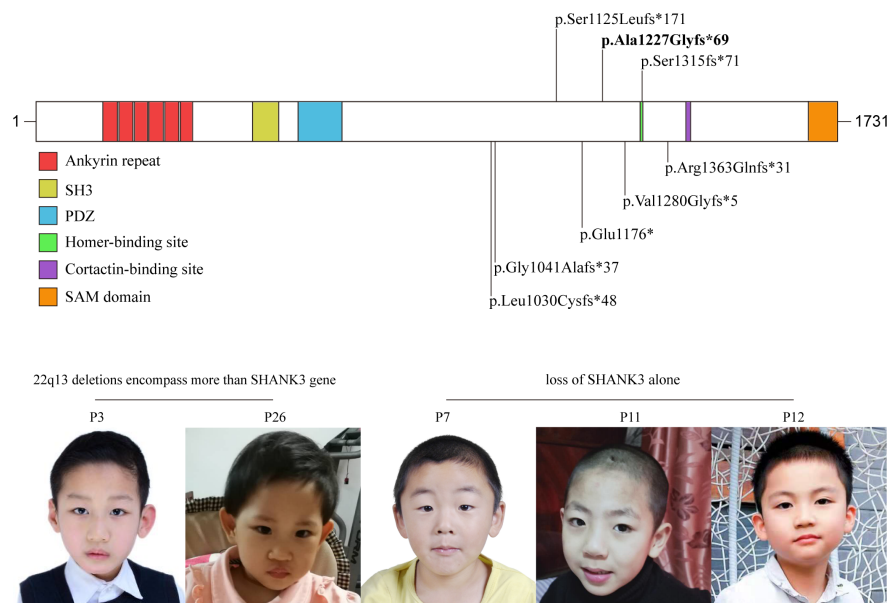 p.Ser1125Leufs*171
p.Ala1227Glyfs*69
p.Ser1315fs*71
1
1731
Ankyrin repeat
SH3
PDZ
Homer-binding site
Cortactin-binding site
SAM domain
p.Arg1363Glnfs*31
p.Val1280Glyfs*5
p.Glu1176*
p.Gly1041Alafs*37
p.Leu1030Cysfs*48
22q13 deletions encompass more than SHANK3 gene
loss of SHANK3 alone
P3
P26
P7
P11
P12